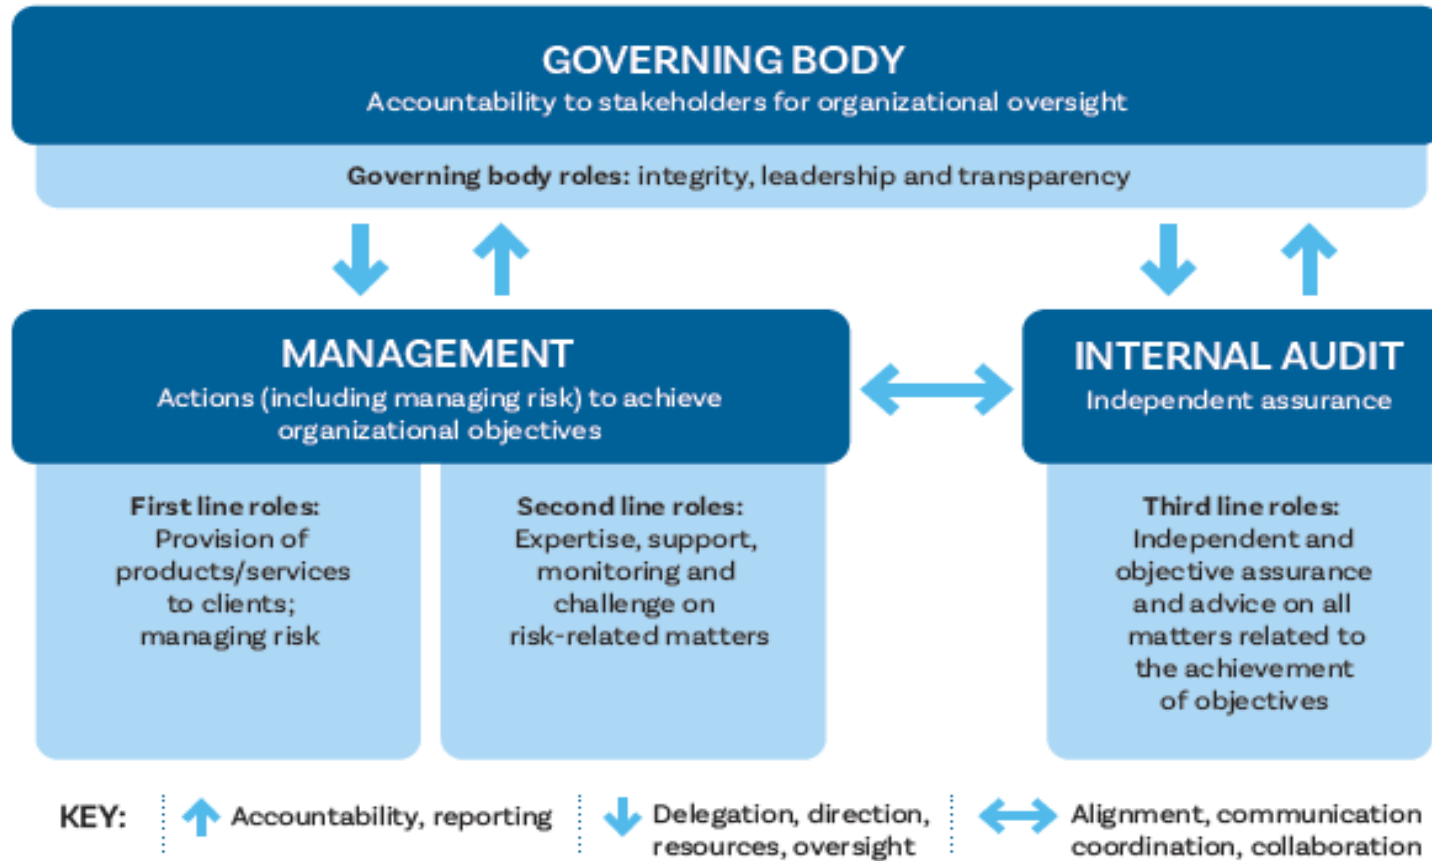 GOVERNING BODY
Accountability to stakeholders for organizational oversight
Governing body roles: integrity, leadership and transparency
MANAGEMENT
Actions (including managing risk) to achieve
organizational objectives
INTERNAL AUDIT
Independent assurance
First line roles:
Provision of
products/services
to clients;
managing risk
Second line roles:
Expertise, support,
monitoring and
challenge on
risk-related matters
Third line roles:
Independent and
objective assurance
and advice on all
matters related to
the achievement
of objectives
KEY:
Accountability, reporting
Delegation, direction,
resources, oversight
Alignment, communication
coordination, collaboration